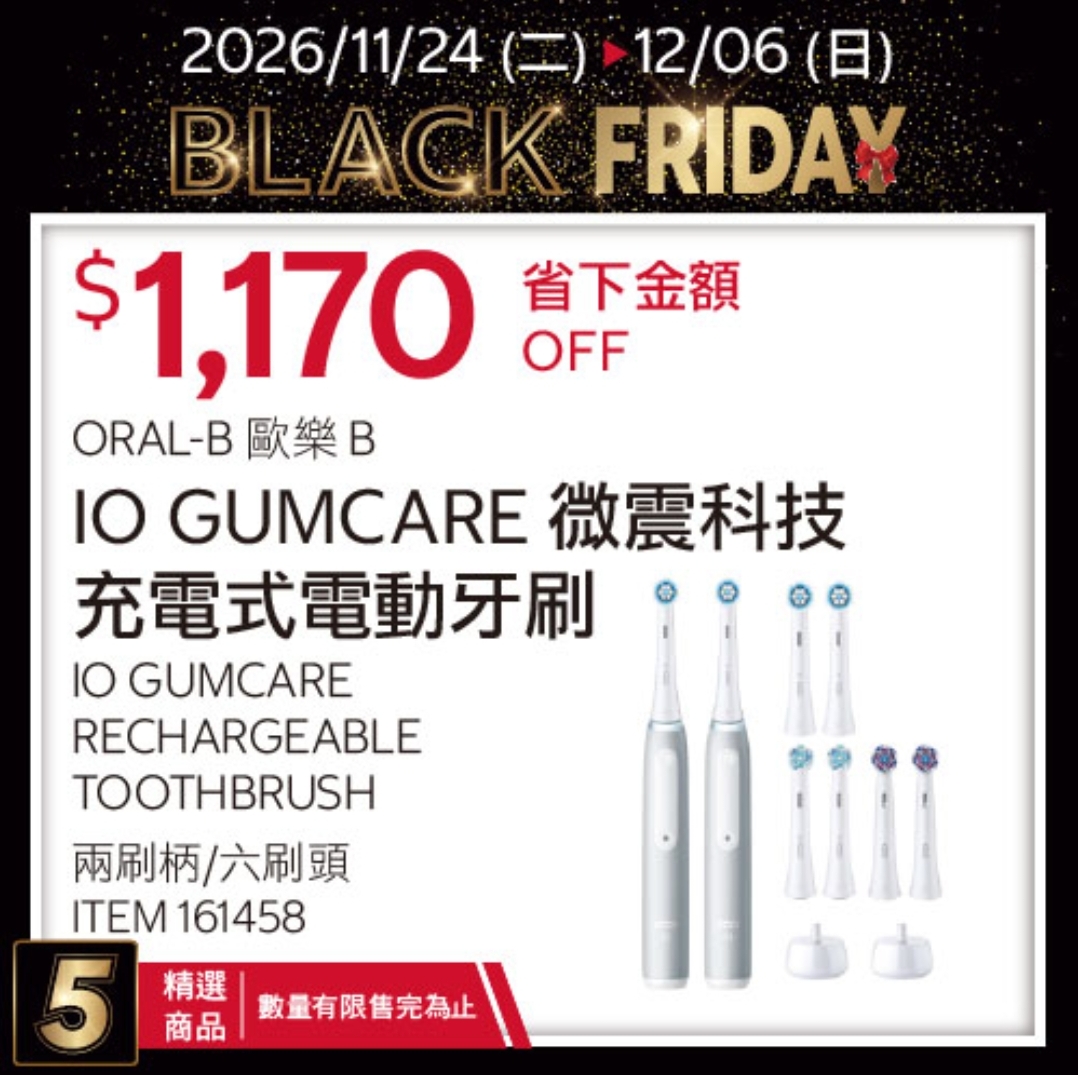 2026/11/24 (二) ▶ 12/06 (日)
BLACK FRIDAY
$1,170 省下金額
OFF
ORAL-B 歐樂 B
IO GUMCARE 微震科技
充電式電動牙刷
IO GUMCARE
RECHARGEABLE
TOOTHBRUSH
兩刷柄/六刷頭
ITEM 161458
5
精選
商品
數量有限售完為止